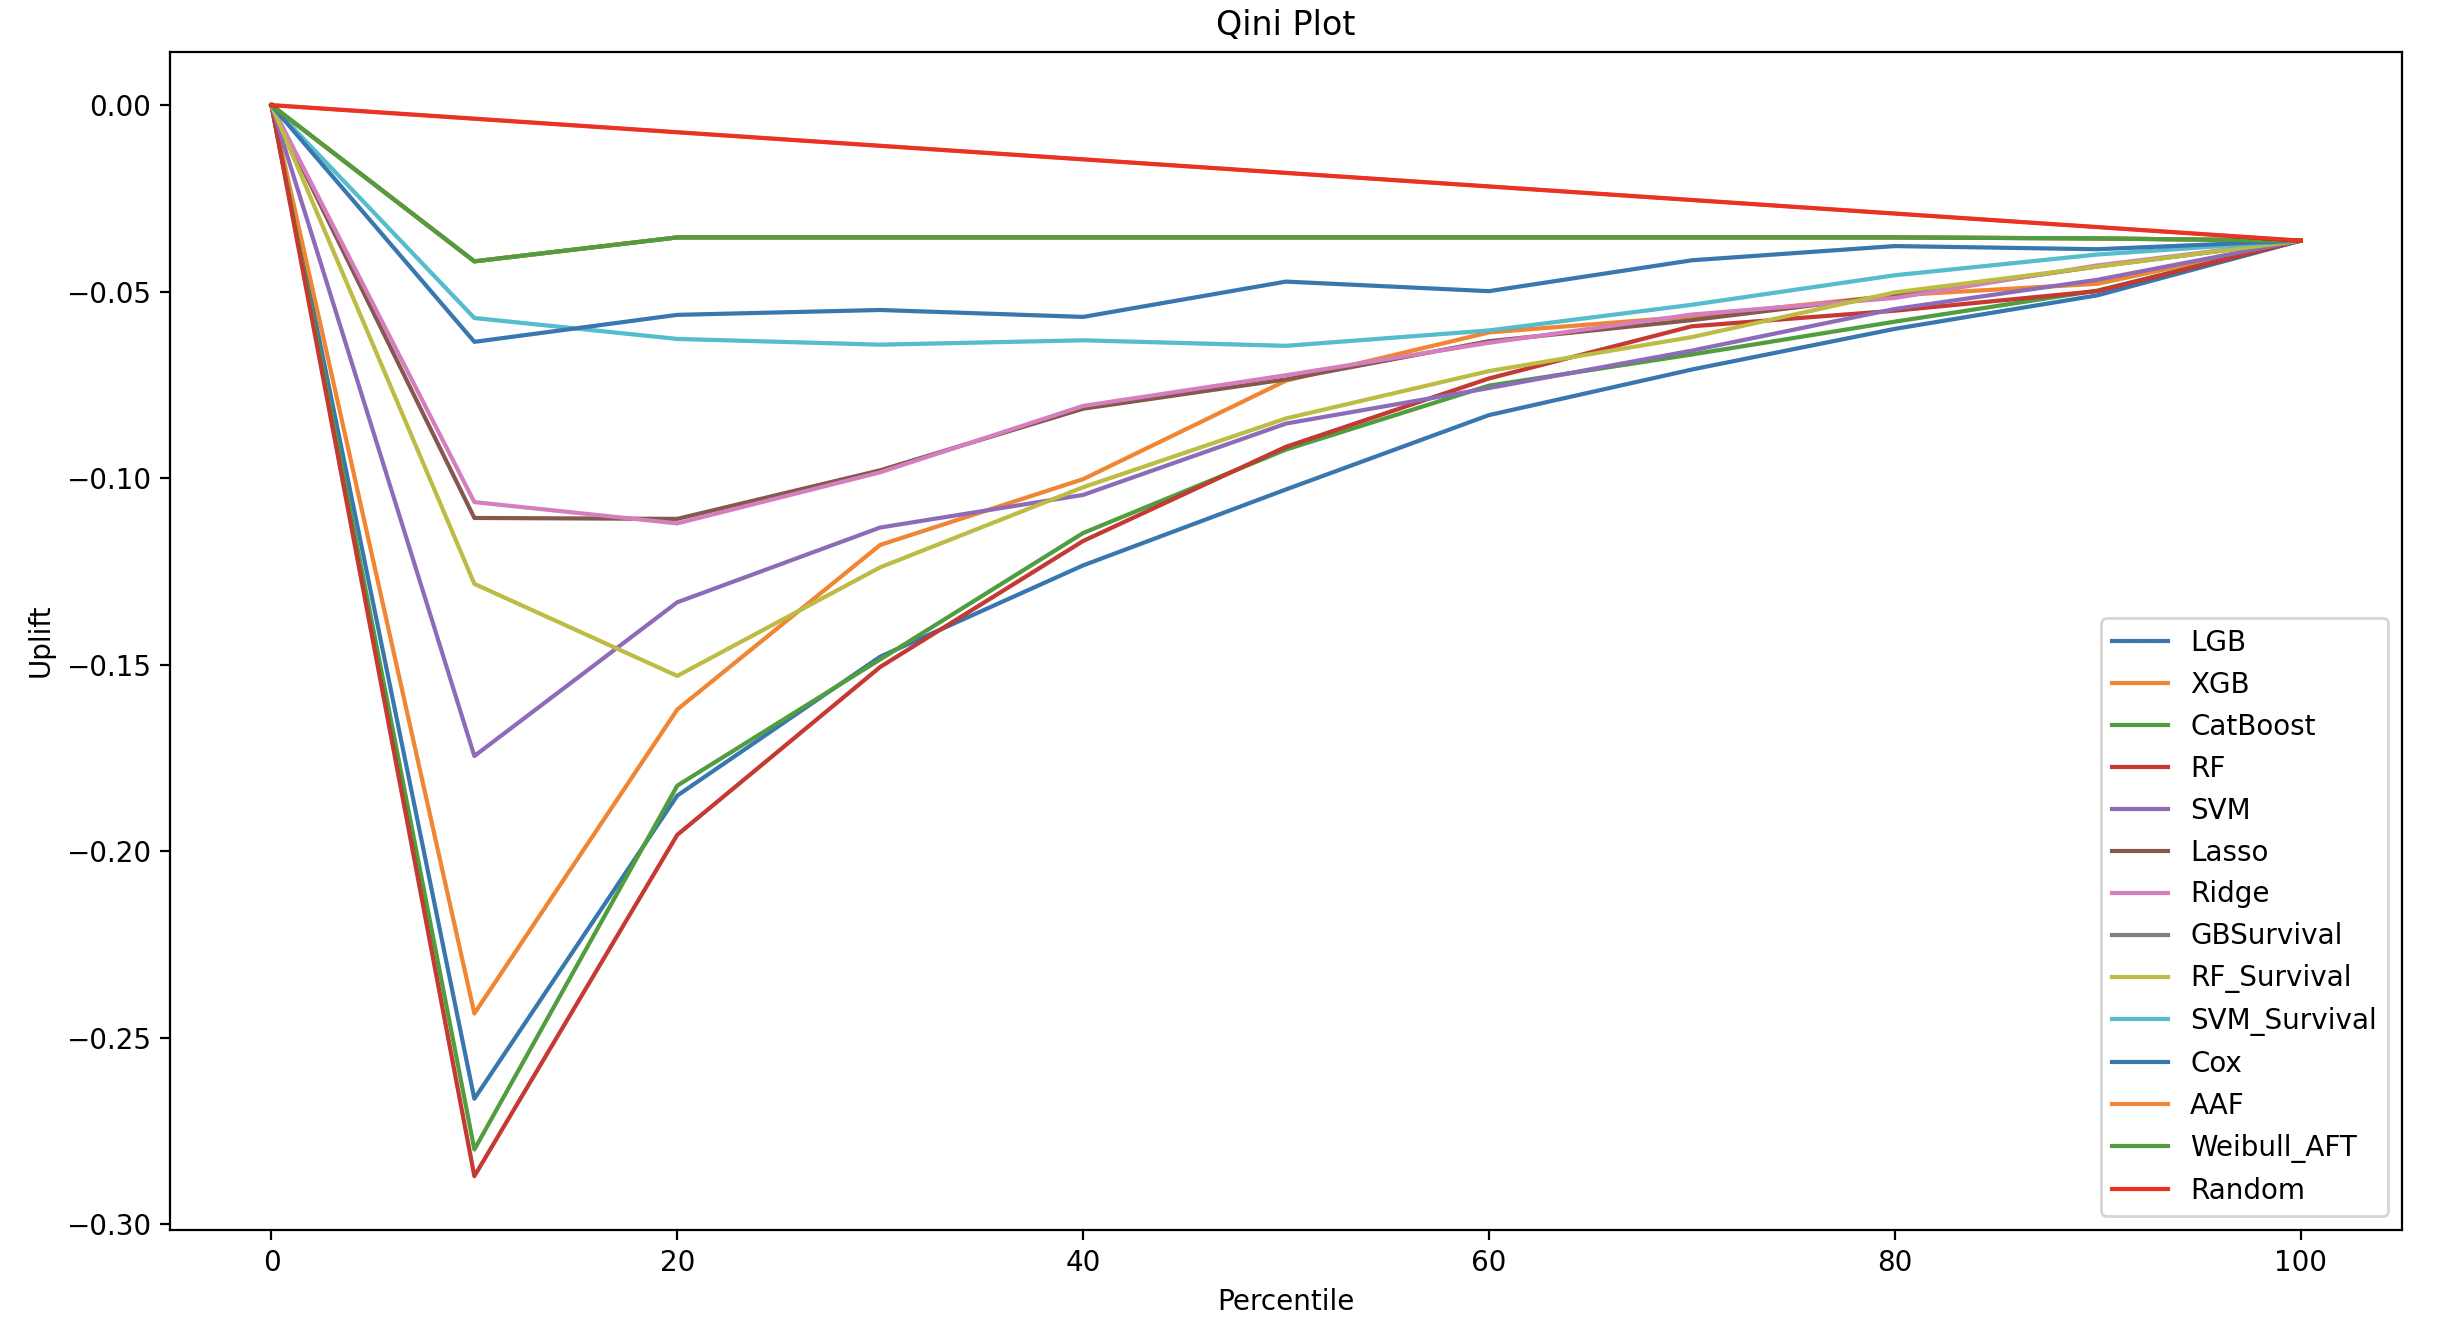 Qini Plot
0.00
−0.05
−0.10
−0.15
−0.20
−0.25
−0.30
Uplift
LGB
XGB
CatBoost
RF
SVM
Lasso
Ridge
GBSurvival
RF_Survival
SVM_Survival
Cox
AAF
Weibull_AFT
Random
0 20 40 60 80 100
Percentile